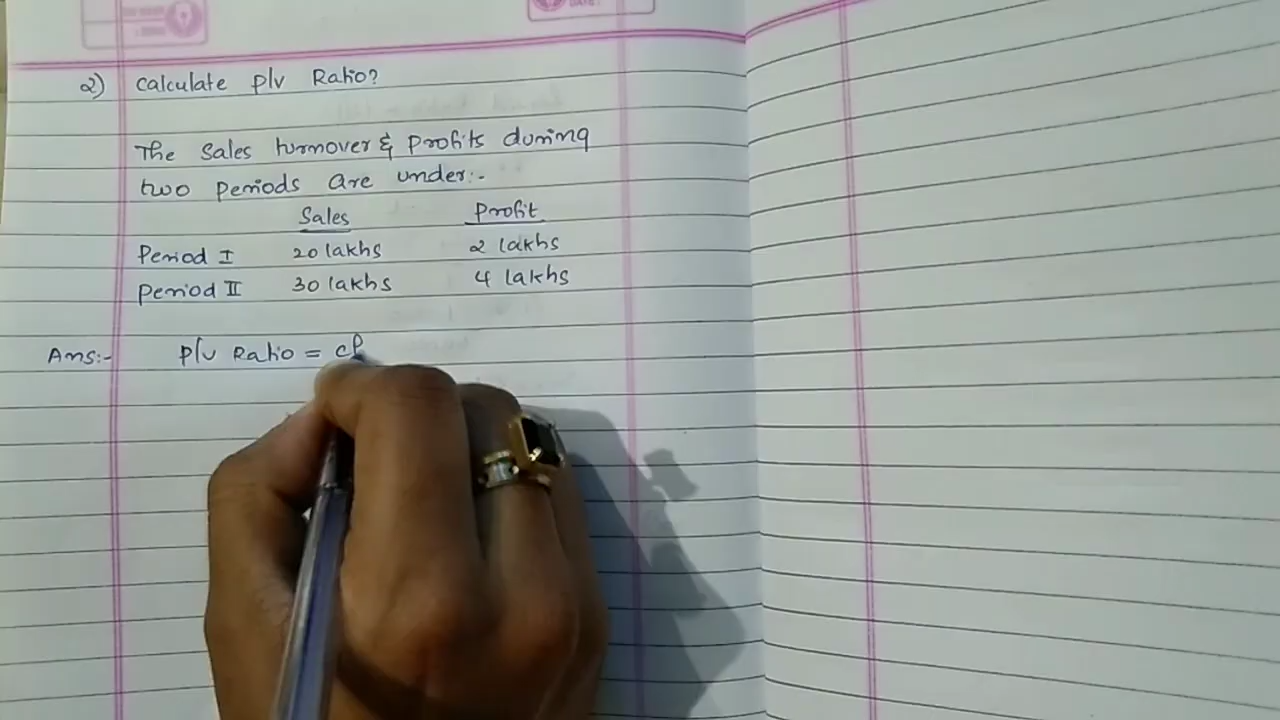 DATE:
2) Calculate P/v Ratio?
The Sales turnover & Profits during
two periods are under:-
Sales Profit
Period I 20 lakhs 2 lakhs
Period II 30 lakhs 4 lakhs
Ans:- P/v Ratio =